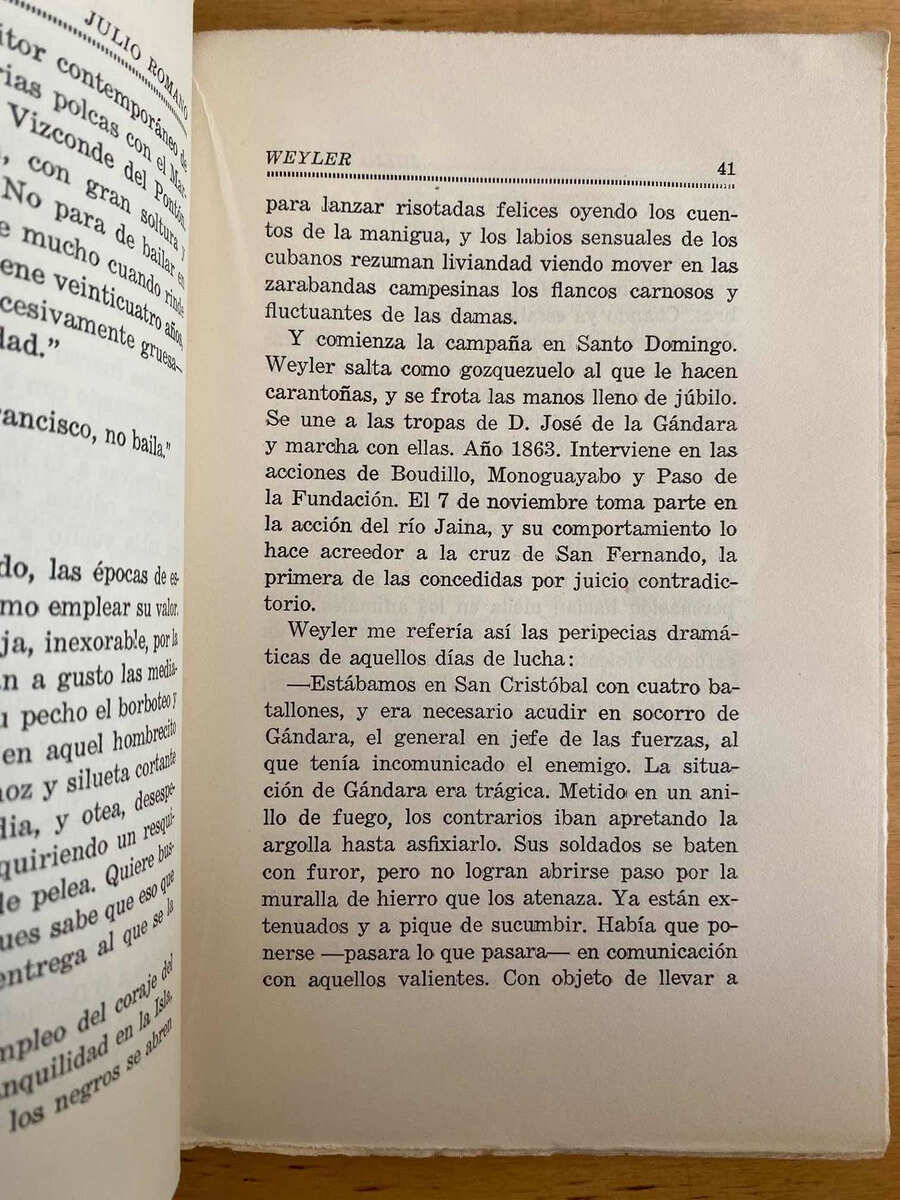 JULIO ROMANO
itor contemporáneo de
rias polcas con el Mar-
Vizconde del Pontón,
, con gran soltura y
No para de bailar en
e mucho cuando rinde
ene veinticuatro años,
cesivamente gruesa—
dad."
rancisco, no baila."
do, las épocas de es-
mo emplear su valor.
ja, inexorable, por la
an a gusto las media-
u pecho el borboteo y
en aquel hombrecito
hoz y silueta cortante
dia, y otea, desespe-
quiriendo un resqui-
de pelea. Quiere bus-
ues sabe que eso que
entrega al que se la
mpleo del coraje del
anquilidad en la Isla,
los negros se abren
WEYLER 41
para lanzar risotadas felices oyendo los cuen-
tos de la manigua, y los labios sensuales de los
cubanos rezuman liviandad viendo mover en las
zarabandas campesinas los flancos carnosos y
fluctuantes de las damas.
Y comienza la campaña en Santo Domingo.
Weyler salta como gozquezuelo al que le hacen
carantoñas, y se frota las manos lleno de júbilo.
Se une a las tropas de D. José de la Gándara
y marcha con ellas. Año 1863. Interviene en las
acciones de Boudillo, Monoguayabo y Paso de
la Fundación. El 7 de noviembre toma parte en
la acción del río Jaina, y su comportamiento lo
hace acreedor a la cruz de San Fernando, la
primera de las concedidas por juicio contradic-
torio.
Weyler me refería así las peripecias dramá-
ticas de aquellos días de lucha:
—Estábamos en San Cristóbal con cuatro ba-
tallones, y era necesario acudir en socorro de
Gándara, el general en jefe de las fuerzas, al
que tenía incomunicado el enemigo. La situa-
ción de Gándara era trágica. Metido en un ani-
llo de fuego, los contrarios iban apretando la
argolla hasta asfixiarlo. Sus soldados se baten
con furor, pero no logran abrirse paso por la
muralla de hierro que los atenaza. Ya están ex-
tenuados y a pique de sucumbir. Había que po-
nerse —pasara lo que pasara— en comunicación
con aquellos valientes. Con objeto de llevar a